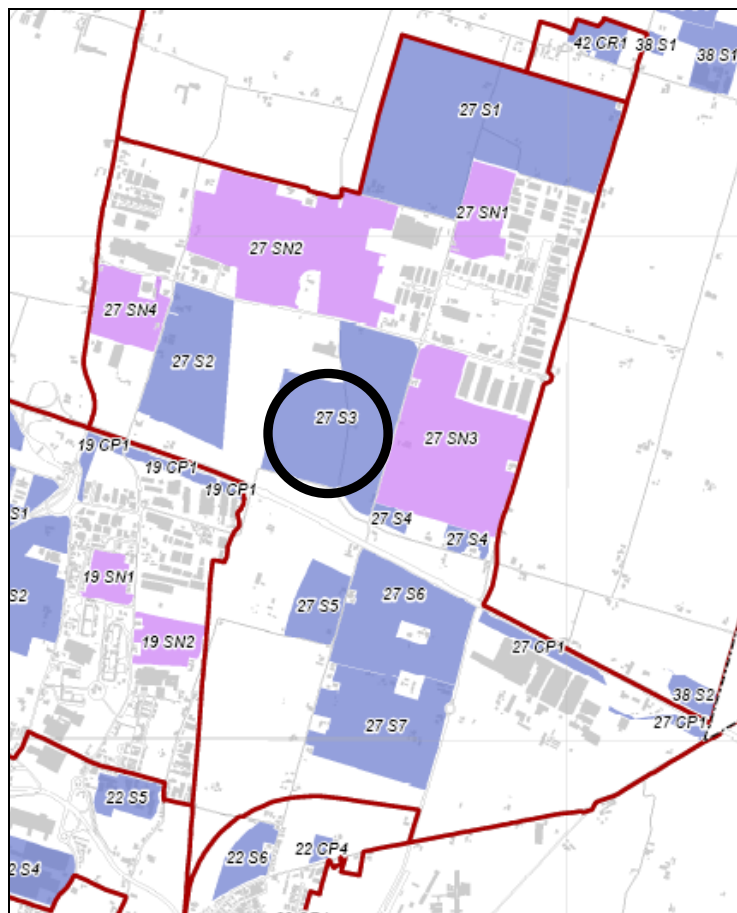 42 CR1
38 S1
38 S1
27 S1
27 SN1
27 SN2
27 SN4
27 S2
27 S3
27 SN3
19 CP1
19 CP1
19 CP1
S1
27 S4
27 S4
19 SN1
S2
27 S5
27 S6
19 SN2
27 CP1
38 S2
27 CP1
27 S7
22 S5
22 CP4
22 S6
S4